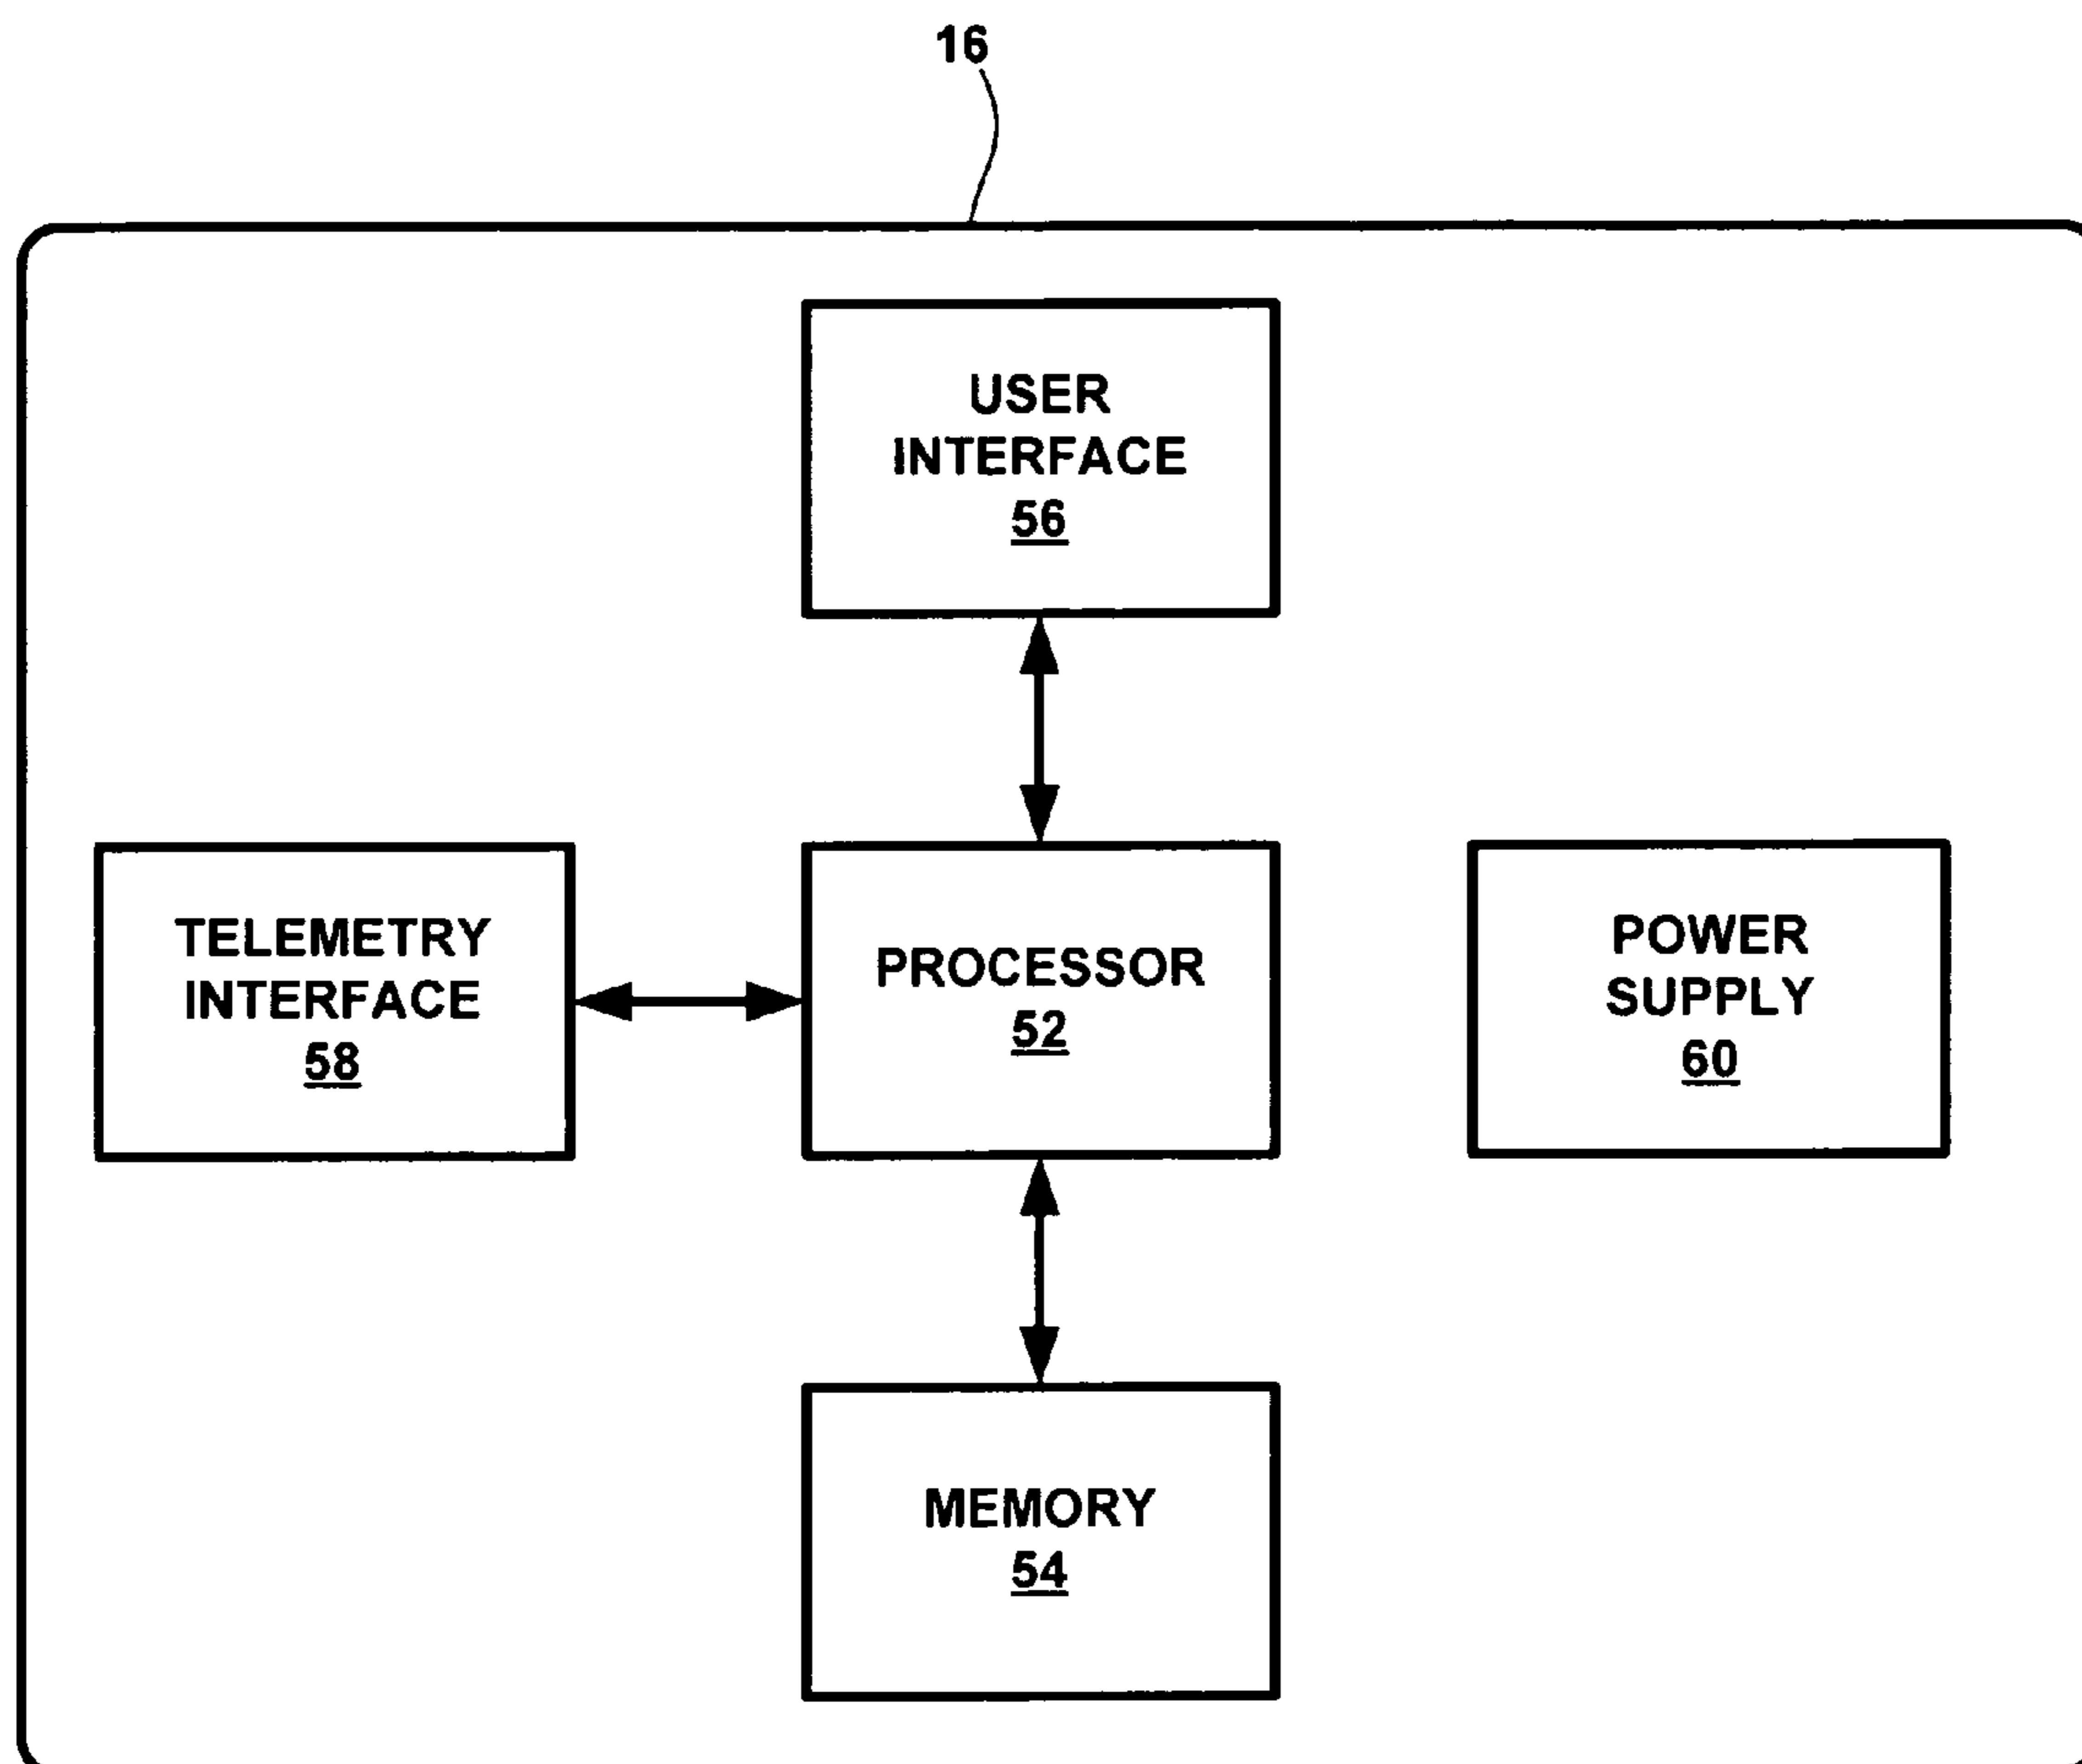 16
USER
INTERFACE
56
TELEMETRY
INTERFACE
58
PROCESSOR
52
POWER
SUPPLY
60
MEMORY
54